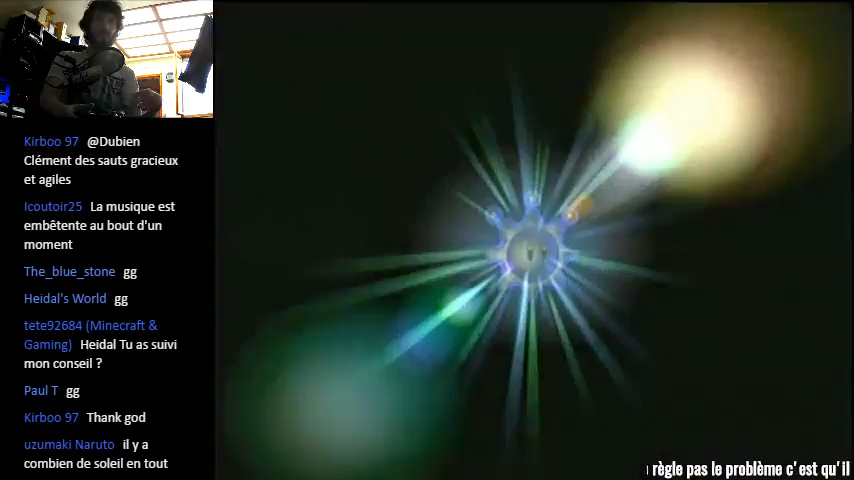 Kirboo 97 @Dubien
Clément des sauts gracieux
et agiles
Icoutoir25 La musique est
embêtente au bout d'un
moment
The_blue_stone gg
Heidal's World gg
tete92684 (Minecraft &
Gaming) Heidal Tu as suivi
mon conseil ?
Paul T gg
Kirboo 97 Thank god
uzumaki Naruto il y a
combien de soleil en tout
règle pas le problème c'est qu'il